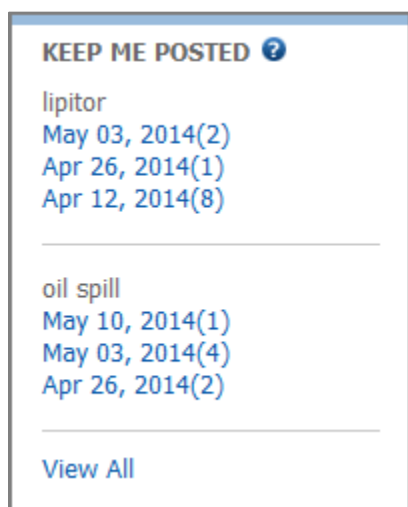 KEEP ME POSTED ?
lipitor
May 03, 2014(2)
Apr 26, 2014(1)
Apr 12, 2014(8)
oil spill
May 10, 2014(1)
May 03, 2014(4)
Apr 26, 2014(2)
View All